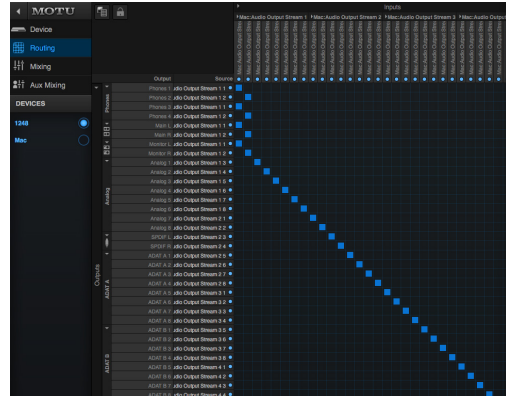 MOTU
Device
Routing
Mixing
Aux Mixing
DEVICES
1248
Mac
Inputs
Mac:Audio Output Stream 1 Mac:Audio Output Stream 2 Mac:Audio Output Stream 3 Mac:Audio Output
Output Source
Outputs
Phones
Analog
ADAT A
ADAT B
Phones 1 udio Output Stream 1 1
Phones 2 udio Output Stream 1 2
Phones 3 udio Output Stream 1 1
Phones 4 udio Output Stream 1 2
Main L udio Output Stream 1 1
Main R udio Output Stream 1 2
Monitor L udio Output Stream 1 1
Monitor R udio Output Stream 1 2
Analog 1 udio Output Stream 1 3
Analog 2 udio Output Stream 1 4
Analog 3 udio Output Stream 1 5
Analog 4 udio Output Stream 1 6
Analog 5 udio Output Stream 1 7
Analog 6 udio Output Stream 1 8
Analog 7 udio Output Stream 2 1
Analog 8 udio Output Stream 2 2
SPDIF L udio Output Stream 2 3
SPDIF R udio Output Stream 2 4
ADAT A 1 udio Output Stream 2 5
ADAT A 2 udio Output Stream 2 6
ADAT A 3 udio Output Stream 2 7
ADAT A 4 udio Output Stream 2 8
ADAT A 5 udio Output Stream 3 1
ADAT A 6 udio Output Stream 3 2
ADAT A 7 udio Output Stream 3 3
ADAT A 8 udio Output Stream 3 4
ADAT B 1 udio Output Stream 3 5
ADAT B 2 udio Output Stream 3 6
ADAT B 3 udio Output Stream 3 7
ADAT B 4 udio Output Stream 3 8
ADAT B 5 udio Output Stream 4 1
ADAT B 6 udio Output Stream 4 2
ADAT B 7 udio Output Stream 4 3
ADAT B 8 udio Output Stream 4 4